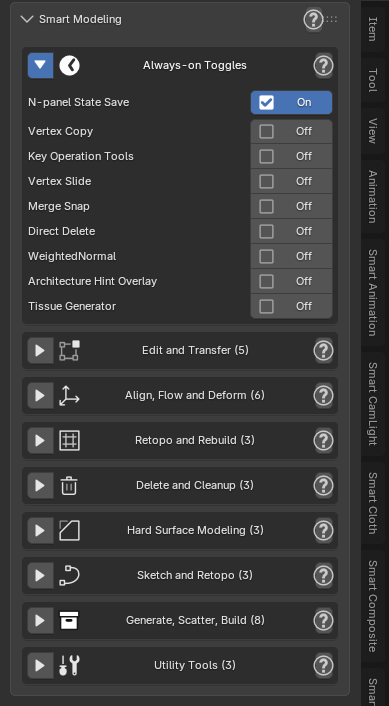 Smart Modeling
Always-on Toggles
N-panel State Save On
Vertex Copy Off
Key Operation Tools Off
Vertex Slide Off
Merge Snap Off
Direct Delete Off
WeightedNormal Off
Architecture Hint Overlay Off
Tissue Generator Off
Edit and Transfer (5)
Align, Flow and Deform (6)
Retopo and Rebuild (3)
Delete and Cleanup (3)
Hard Surface Modeling (3)
Sketch and Retopo (3)
Generate, Scatter, Build (8)
Utility Tools (3)
Item
Tool
View
Animation
Smart Animation
Smart CamLight
Smart Cloth
Smart Composite
Smar